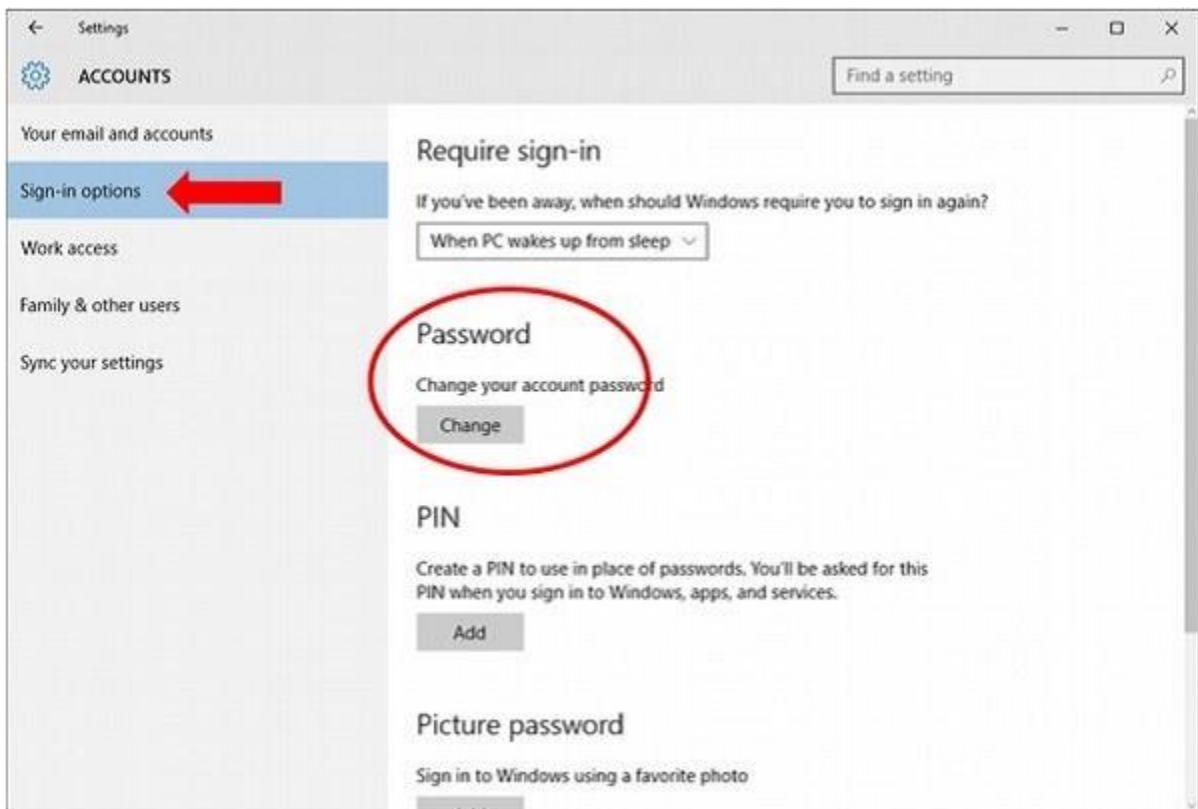 Settings
ACCOUNTS
Find a setting
Your email and accounts
Sign-in options
Work access
Family & other users
Sync your settings
Require sign-in
If you've been away, when should Windows require you to sign in again?
When PC wakes up from sleep
Password
Change your account password
Change
PIN
Create a PIN to use in place of passwords. You'll be asked for this
PIN when you sign in to Windows, apps, and services.
Add
Picture password
Sign in to Windows using a favorite photo